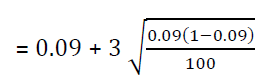 = 0.09 + 3 √(0.09(1−0.09)/100)